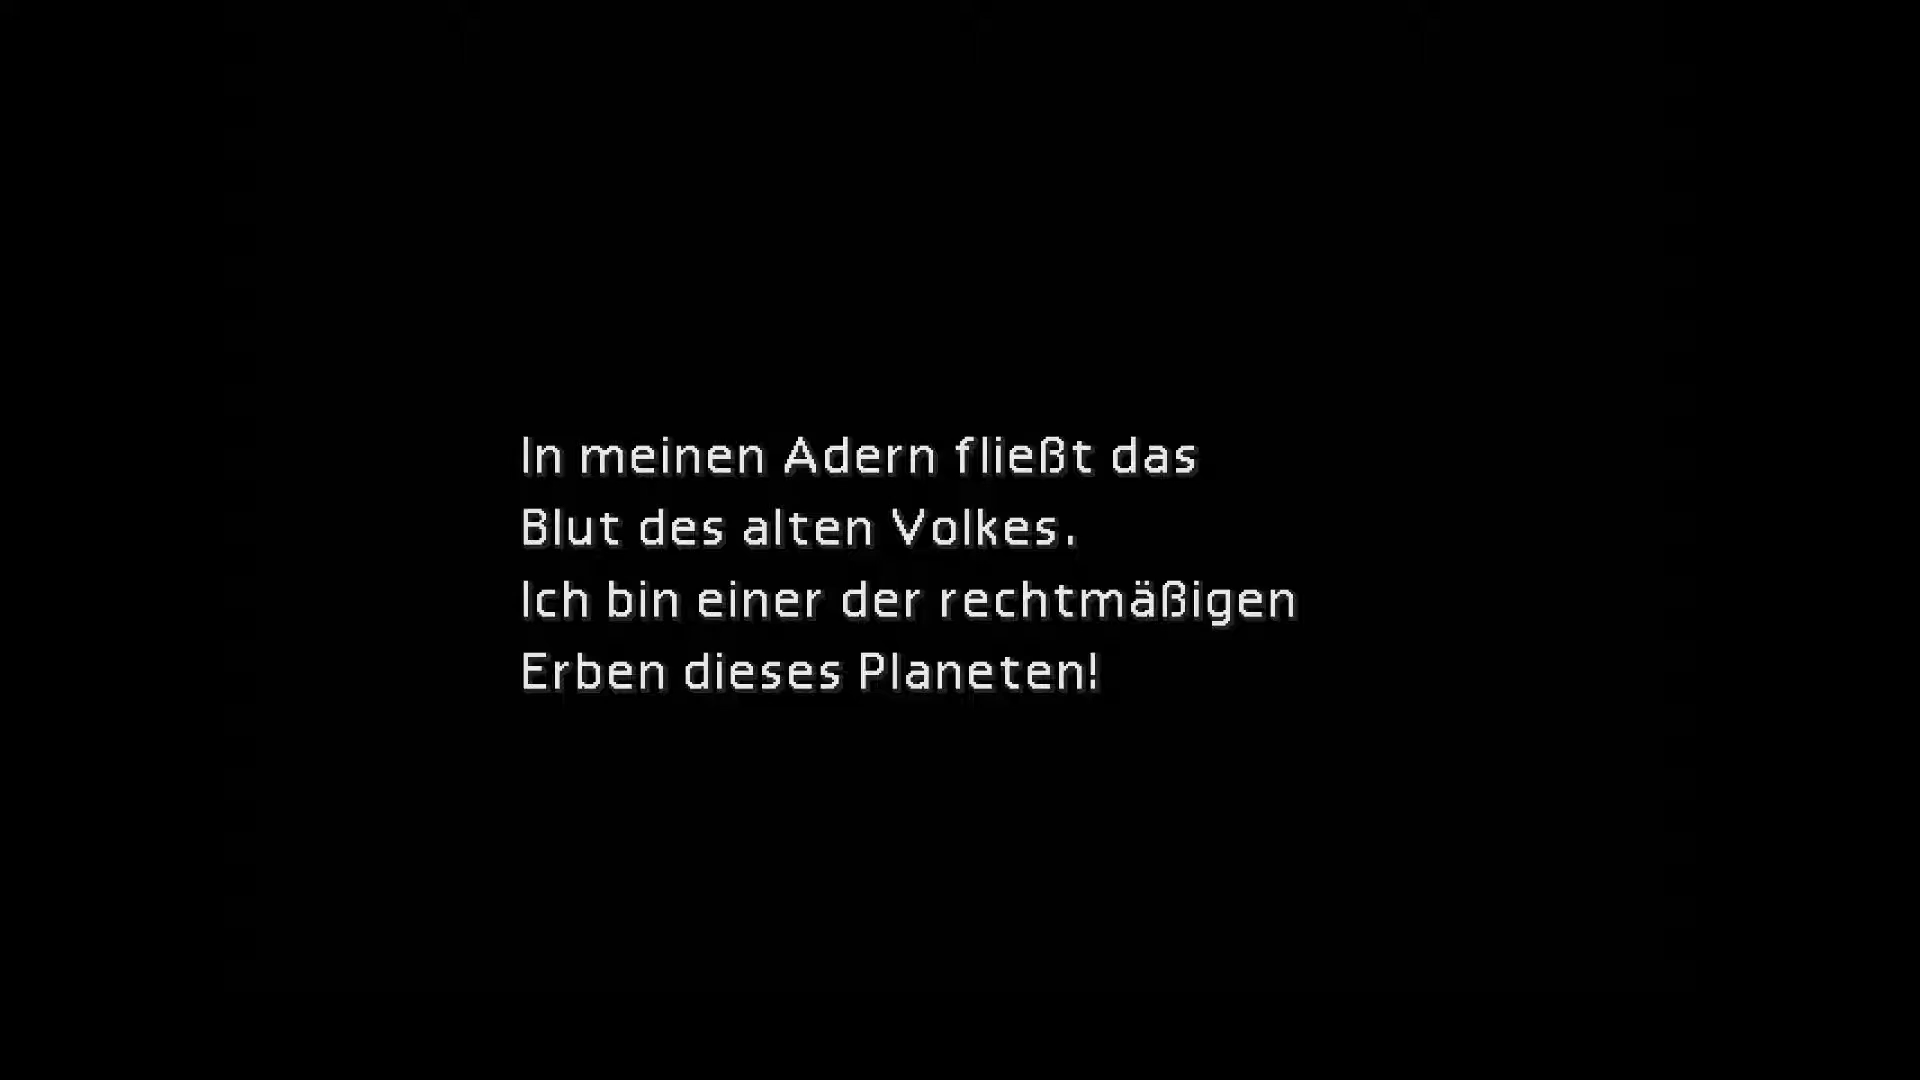 In meinen Adern fließt das
Blut des alten Volkes.
Ich bin einer der rechtmäßigen
Erben dieses Planeten!